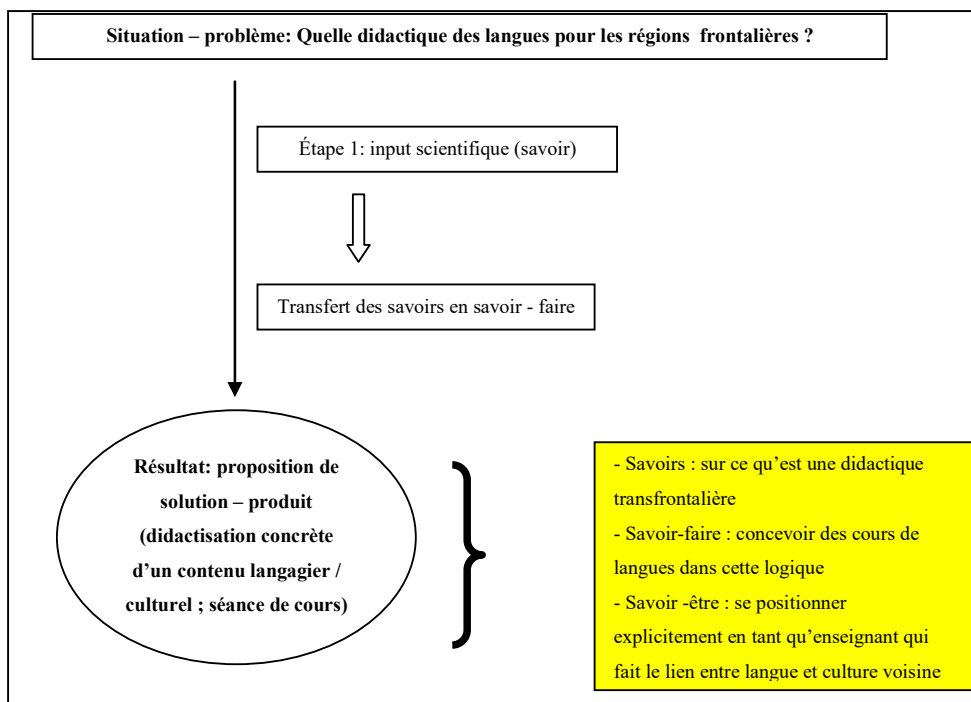 Situation – problème: Quelle didactique des langues pour les régions frontalières ?
Étape 1: input scientifique (savoir)
Transfert des savoirs en savoir - faire
Résultat: proposition de
solution – produit
(didactisation concrète
d’un contenu langagier /
culturel ; séance de cours)
- Savoirs : sur ce qu’est une didactique
transfrontalière
- Savoir-faire : concevoir des cours de
langues dans cette logique
- Savoir -être : se positionner
explicitement en tant qu’enseignant qui
fait le lien entre langue et culture voisine